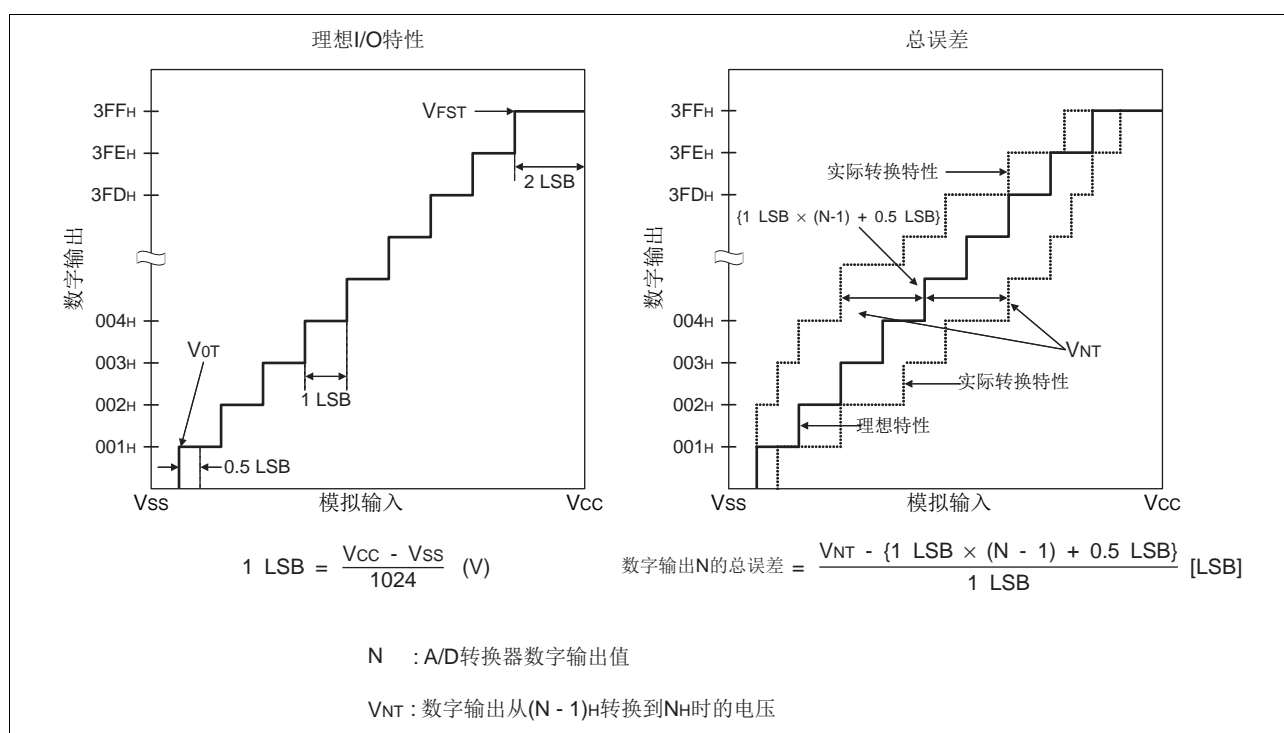 理想I/O特性
3FFH
3FEH
3FDH
004H
003H
002H
001H
数字输出
VFST
2 LSB
V0T
1 LSB
0.5 LSB
VSS
模拟输入
VCC
1 LSB = VCC - VSS / 1024 (V)
总误差
3FFH
3FEH
3FDH
004H
003H
002H
001H
数字输出
实际转换特性
{1 LSB × (N-1) + 0.5 LSB}
VNT
实际转换特性
理想特性
VSS
模拟输入
VCC
数字输出N的总误差 = VNT - {1 LSB × (N - 1) + 0.5 LSB} / 1 LSB [LSB]
N : A/D转换器数字输出值
VNT : 数字输出从(N - 1)H转换到NH时的电压